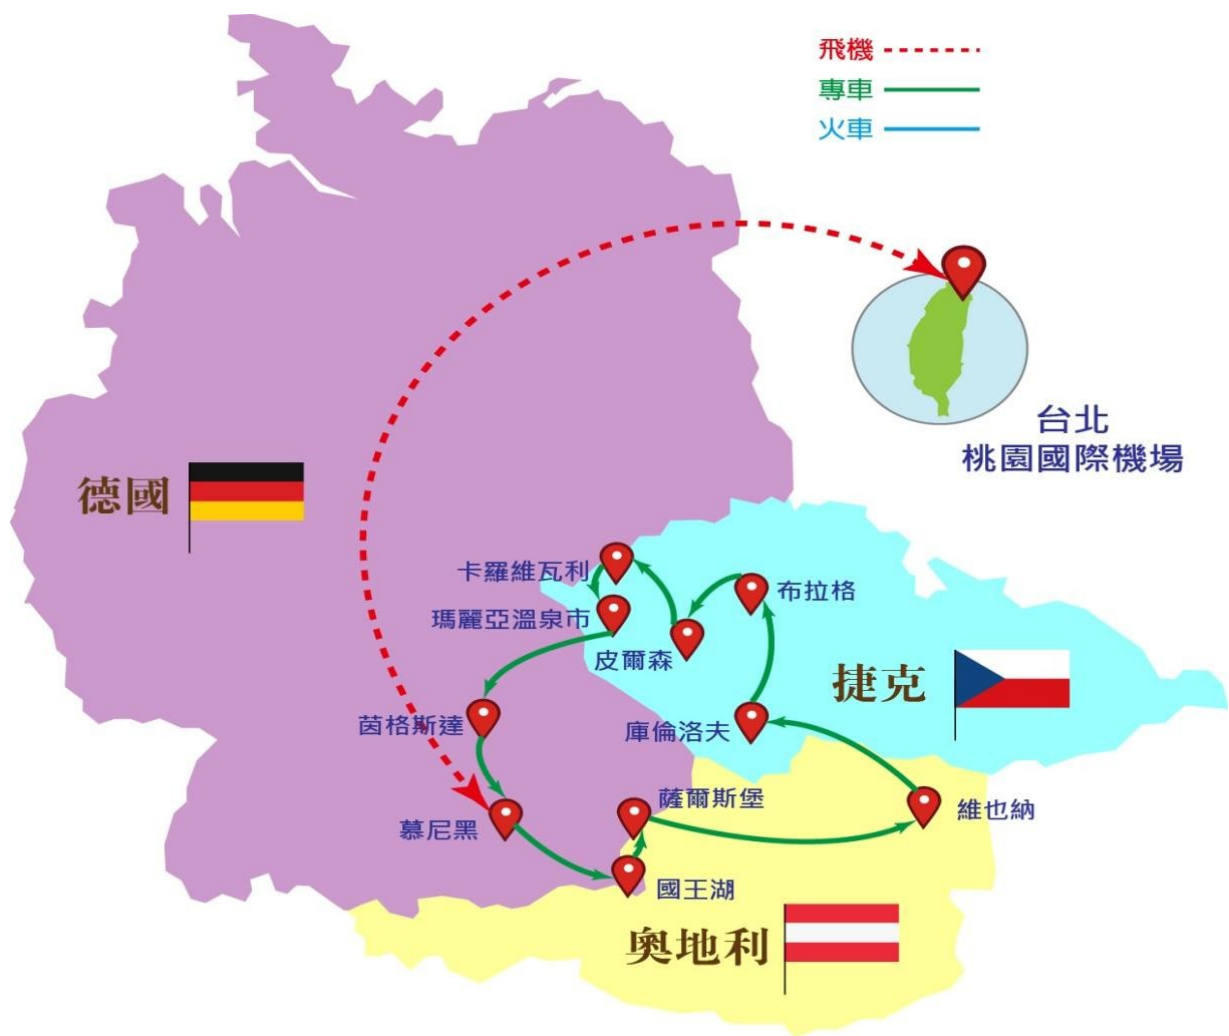 飛機
專車
火車
台北
桃園國際機場
德國
卡羅維瓦利
瑪麗亞溫泉市
布拉格
皮爾森
捷克
茵格斯達
庫倫洛夫
薩爾斯堡
維也納
慕尼黑
國王湖
奧地利